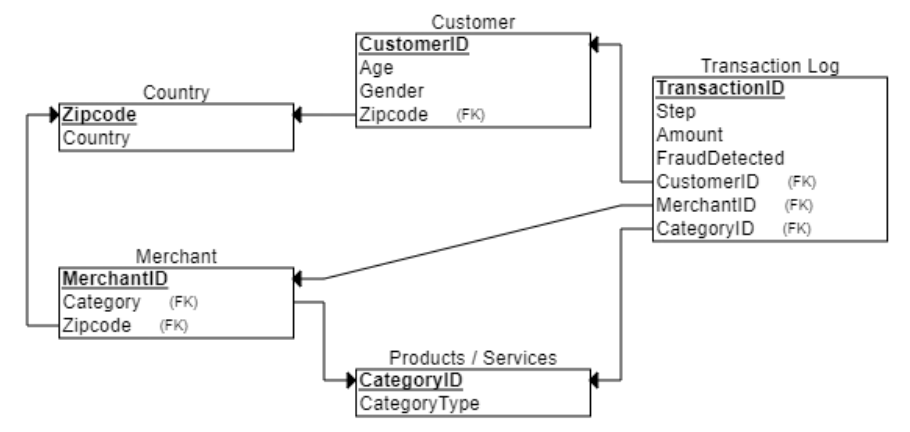 Customer
CustomerID
Age
Gender
Zipcode (FK)
Transaction Log
TransactionID
Step
Amount
FraudDetected
CustomerID (FK)
MerchantID (FK)
CategoryID (FK)
Country
Zipcode
Country
Merchant
MerchantID
Category (FK)
Zipcode (FK)
Products / Services
CategoryID
CategoryType